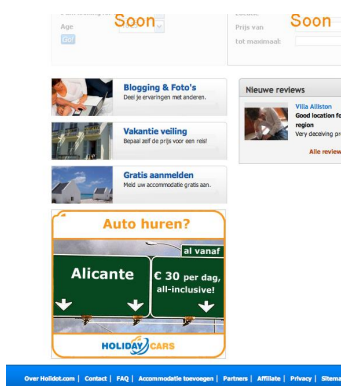 Soon
Soon
Age
Prijs van
tot maximaal:
Blogging & Foto's
Deel je ervaringen met anderen.
Vakantie veiling
Bepaal zelf de prijs voor een reis!
Gratis aanmelden
Meld uw accommodatie gratis aan.
Nieuwe reviews
Villa Allston
Good location fo
region
Very deceiving pr
Alle review
Auto huren?
al vanaf
Alicante
€ 30 per dag,
all-inclusive!
HOLIDAY CARS
Over Holidot.com | Contact | FAQ | Accommodatie toevoegen | Partners | Affiliate | Privacy | Sitema